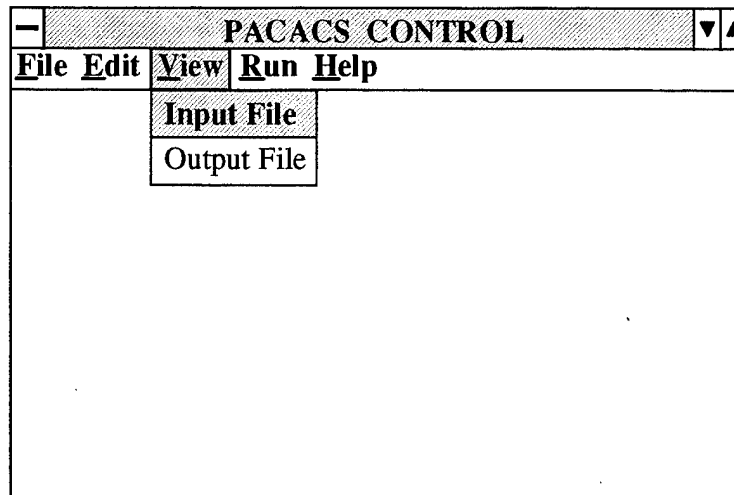 PACACS CONTROL
File Edit View Run Help
Input File
Output File